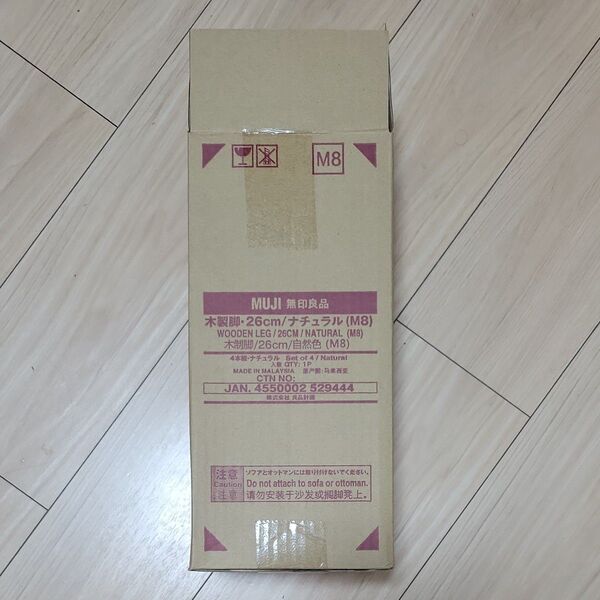 M8
MUJI 無印良品
木製脚・26cm/ナチュラル(M8)
WOODEN LEG/26CM/NATURAL (M8)
木制脚/26cm/自然色(M8)
4本組・ナチュラル Set of 4/Natural
入数 QTY: 1P
MADE IN MALAYSIA 原产国:马来西亚
CTN NO:
JAN. 4550002 529444
株式会社 良品計画
注意 ソファとオットマンには取り付けないでください。
Caution Do not attach to sofa or ottoman.
注意 请勿安装于沙发或搁脚凳上。